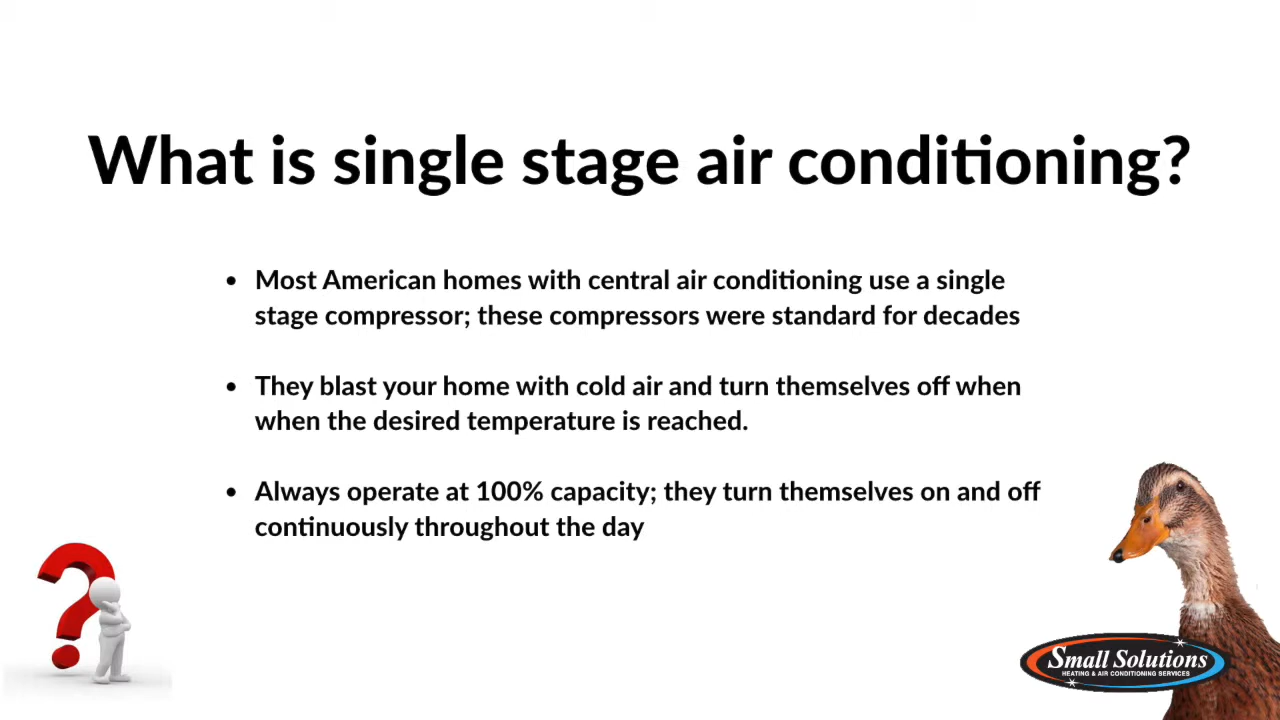 What is single stage air conditioning?
• Most American homes with central air conditioning use a single
stage compressor; these compressors were standard for decades
• They blast your home with cold air and turn themselves off when
when the desired temperature is reached.
• Always operate at 100% capacity; they turn themselves on and off
continuously throughout the day
?
Small Solutions
HEATING & AIR CONDITIONING SERVICES